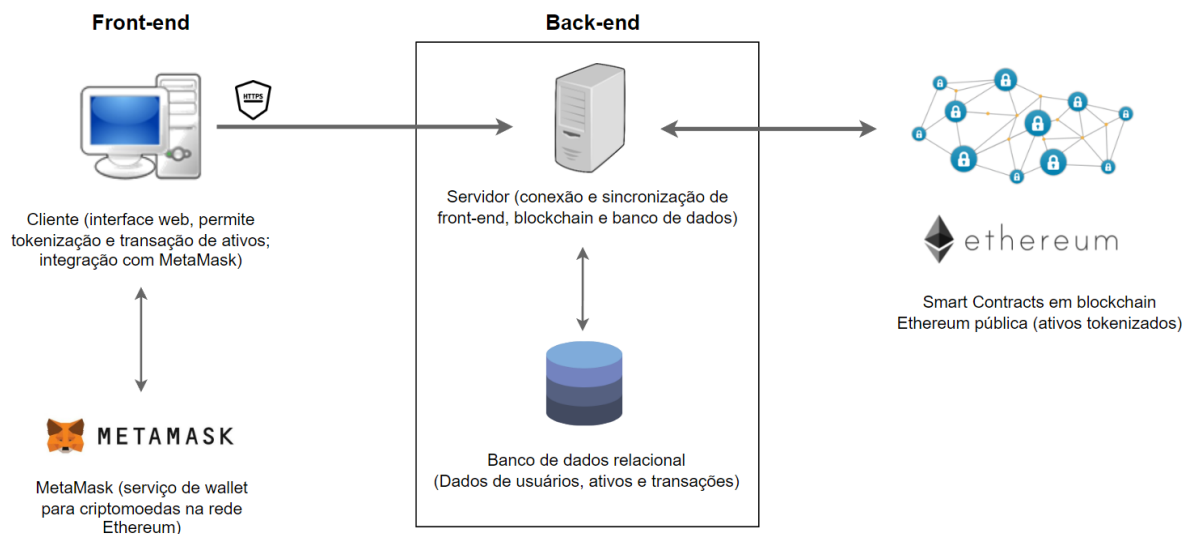 Front-end
Back-end
HTTPS
Cliente (interface web, permite
tokenização e transação de ativos;
integração com MetaMask)
Servidor (conexão e sincronização de
front-end, blockchain e banco de dados)
ethereum
Smart Contracts em blockchain
Ethereum pública (ativos tokenizados)
METAMASK
MetaMask (serviço de wallet
para criptomoedas na rede
Ethereum)
Banco de dados relacional
(Dados de usuários, ativos e transações)